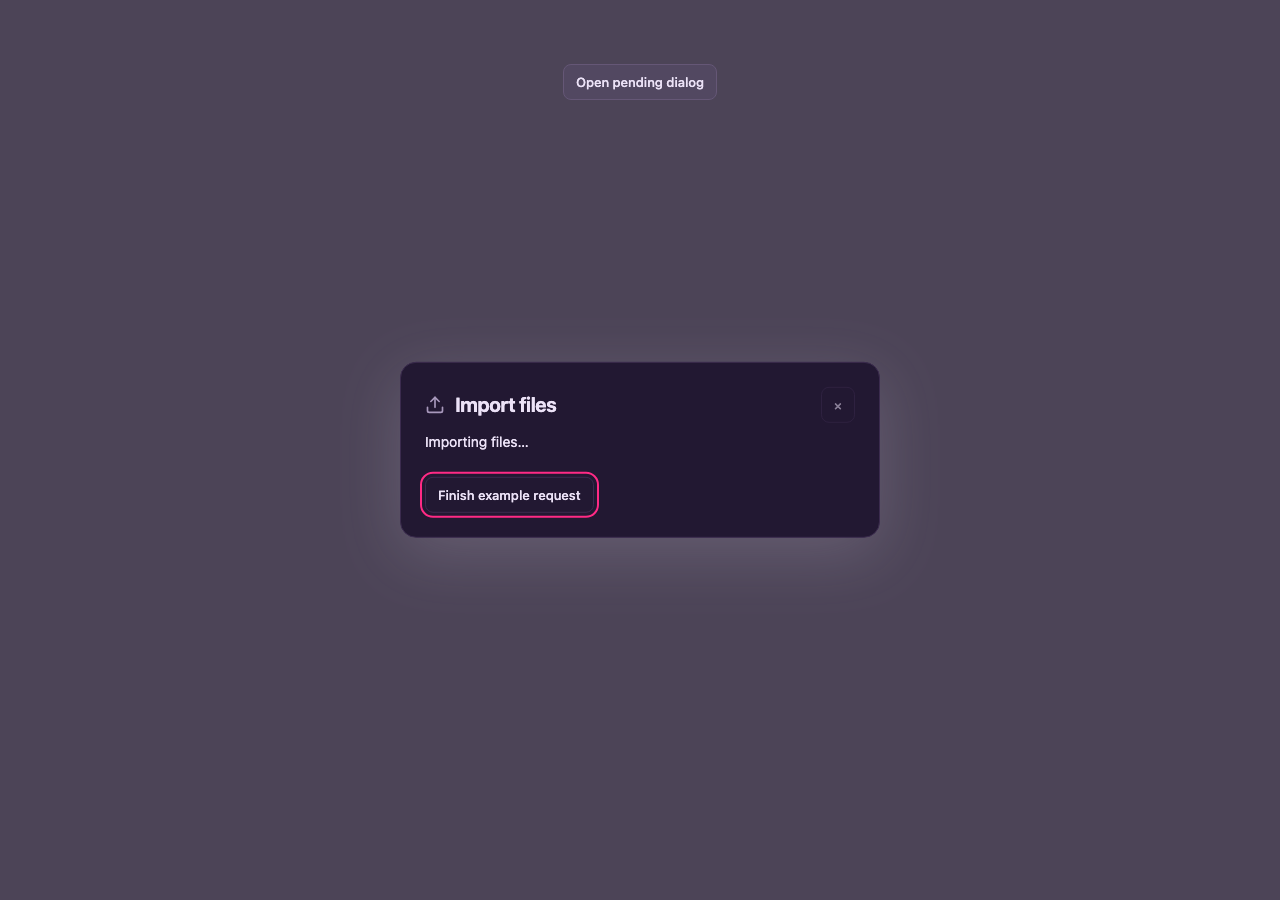 Open pending dialog
Import files
×
Importing files...
Finish example request